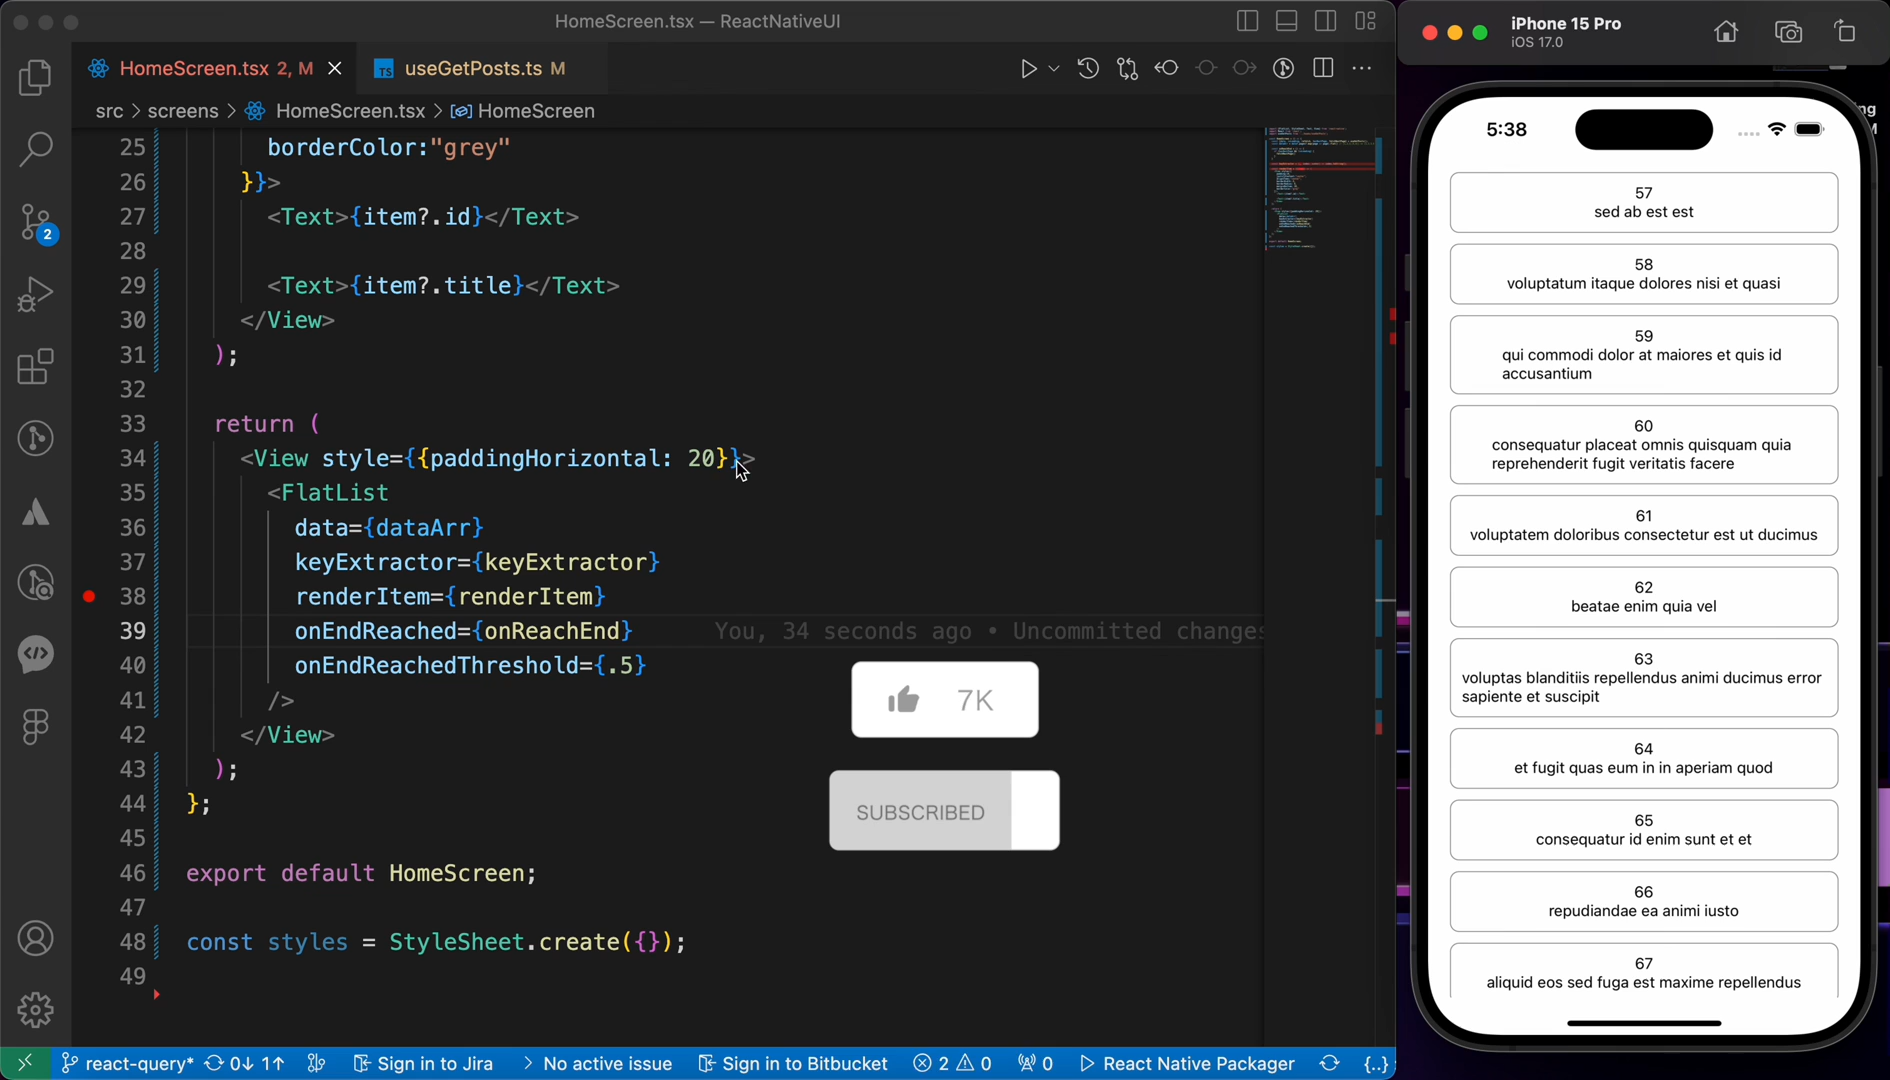 HomeScreen.tsx — ReactNativeUI
HomeScreen.tsx 2, M
TS useGetPosts.ts M
src > screens > HomeScreen.tsx > HomeScreen
25 borderColor:"grey"
26 }}>
27 <Text>{item?.id}</Text>
28
29 <Text>{item?.title}</Text>
30 </View>
31 );
32
33 return (
34 <View style={{paddingHorizontal: 20}}>
35 <FlatList
36 data={dataArr}
37 keyExtractor={keyExtractor}
38 renderItem={renderItem}
39 onEndReached={onReachEnd} You, 34 seconds ago • Uncommitted changes
40 onEndReachedThreshold={.5}
41 />
42 </View>
43 );
44 };
45
46 export default HomeScreen;
47
48 const styles = StyleSheet.create({});
49
2
7K
SUBSCRIBED
react-query* 0↓ 1↑ Sign in to Jira > No active issue Sign in to Bitbucket 2 0 0 React Native Packager {..}
iPhone 15 Pro
iOS 17.0
5:38
57
sed ab est est
58
voluptatum itaque dolores nisi et quasi
59
qui commodi dolor at maiores et quis id
accusantium
60
consequatur placeat omnis quisquam quia
reprehenderit fugit veritatis facere
61
voluptatem doloribus consectetur est ut ducimus
62
beatae enim quia vel
63
voluptas blanditiis repellendus animi ducimus error
sapiente et suscipit
64
et fugit quas eum in in aperiam quod
65
consequatur id enim sunt et et
66
repudiandae ea animi iusto
67
aliquid eos sed fuga est maxime repellendus